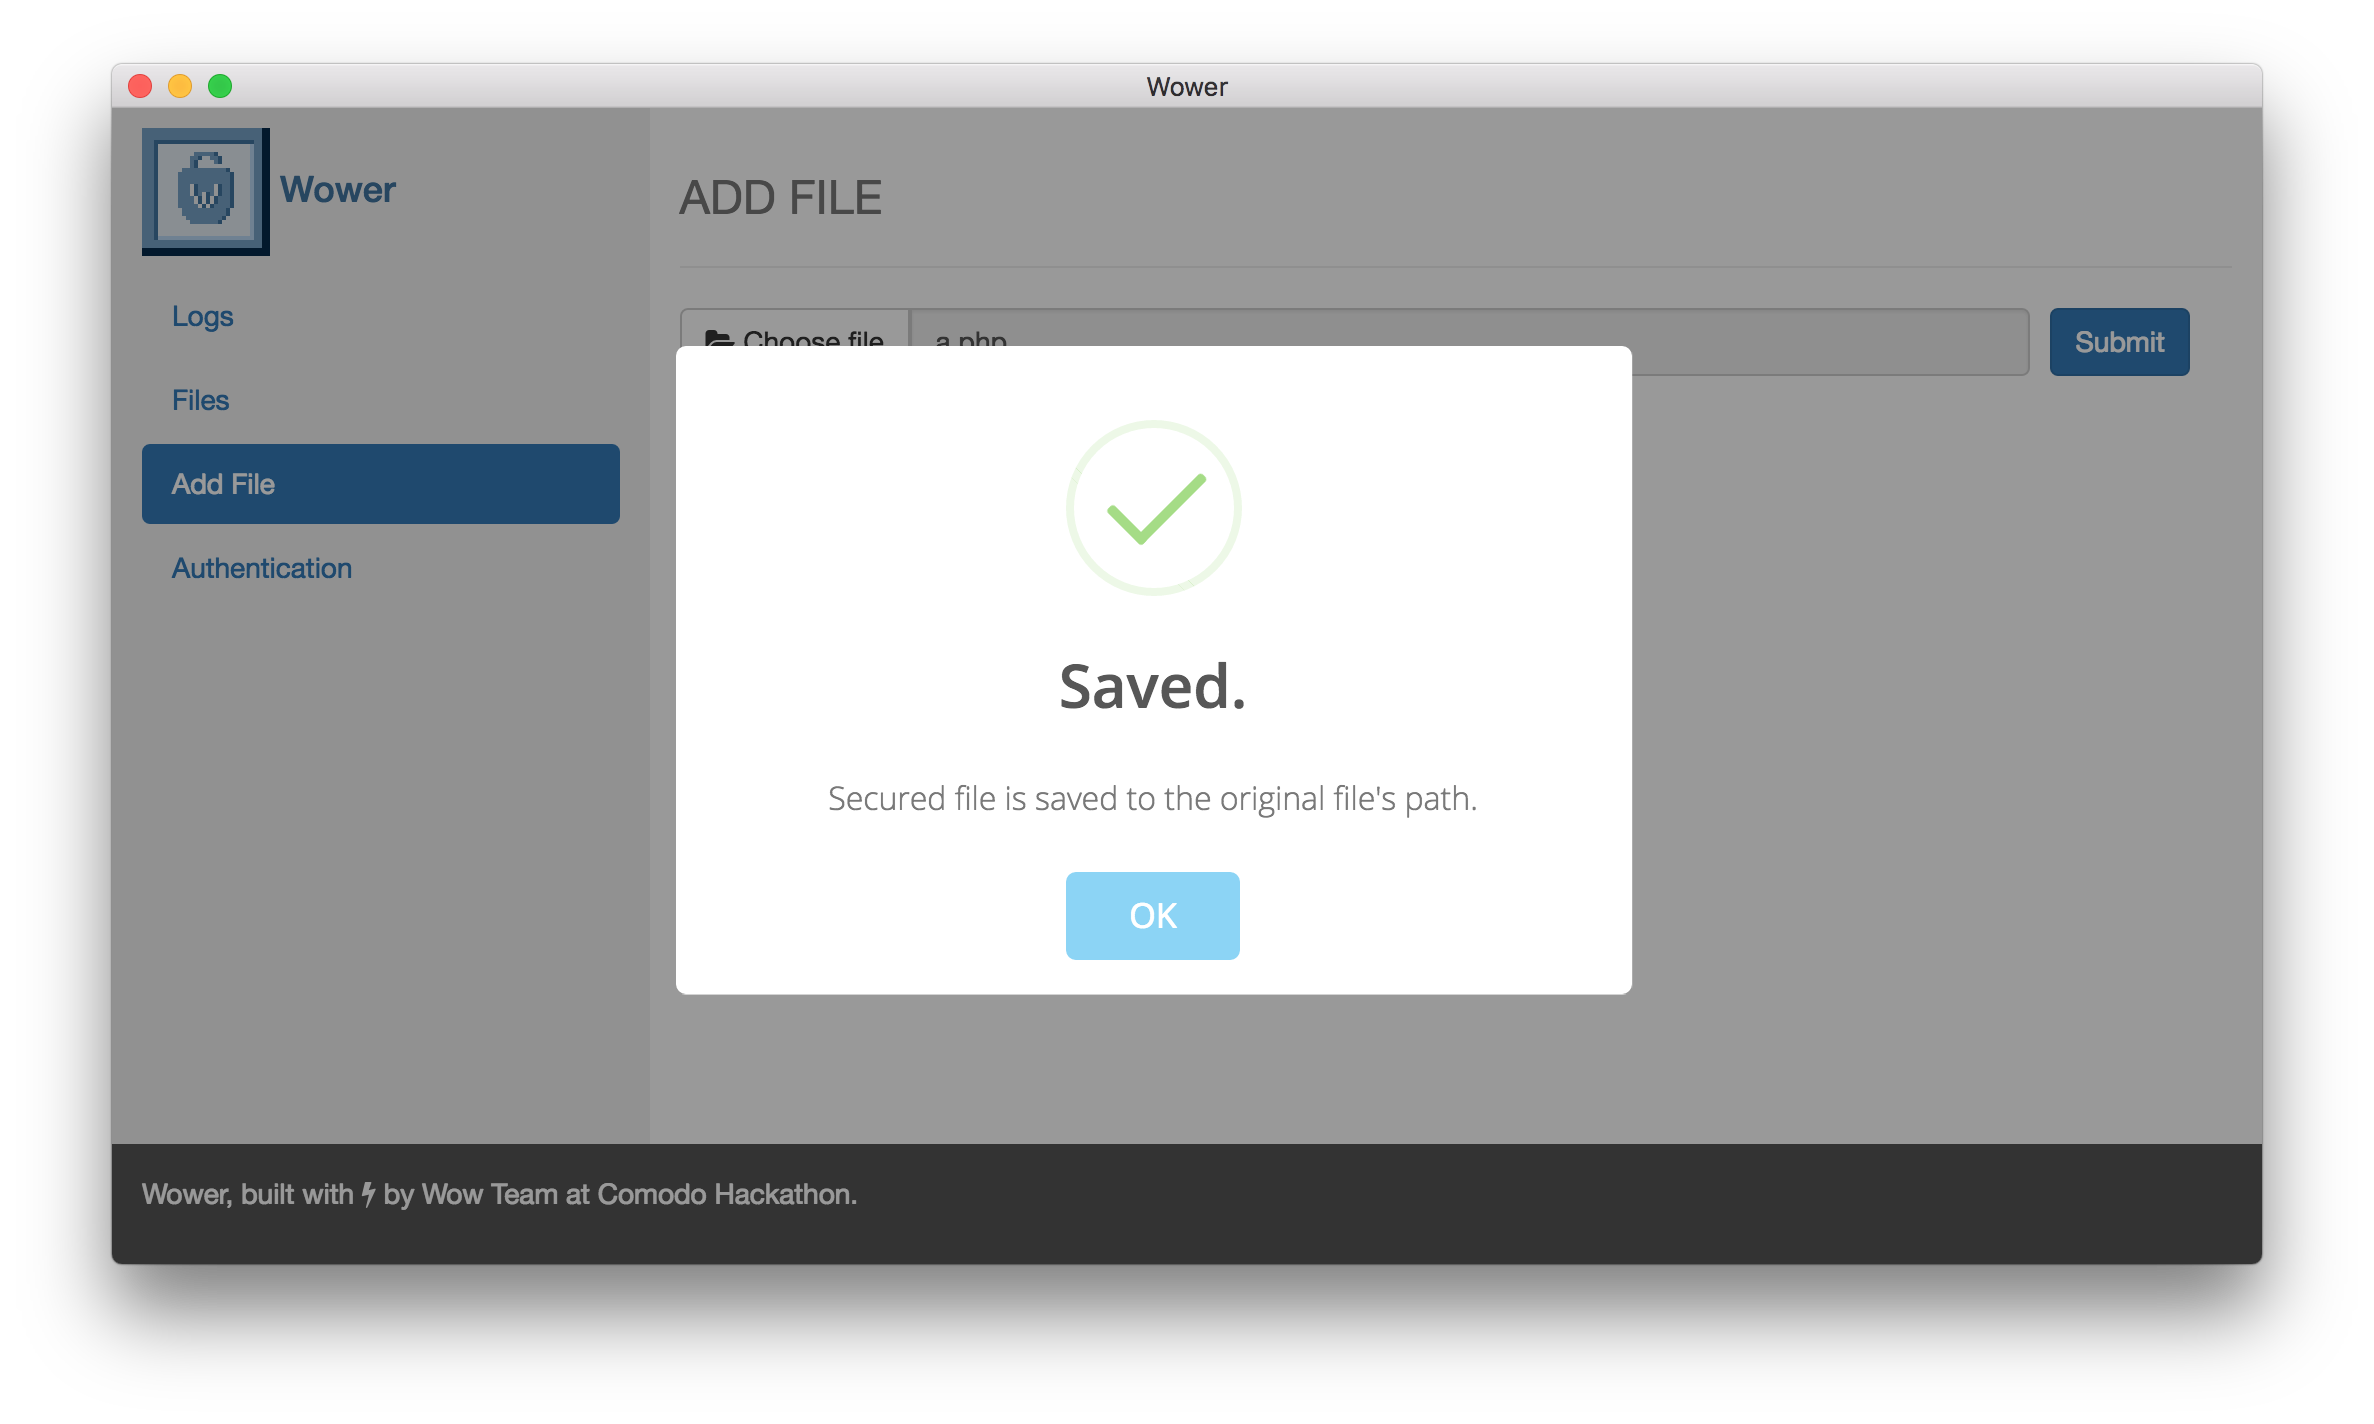 Wower
Wower
Logs
Files
Add File
Authentication
ADD FILE
Choose file
a.php
Submit
Saved.
Secured file is saved to the original file's path.
OK
Wower, built with by Wow Team at Comodo Hackathon.